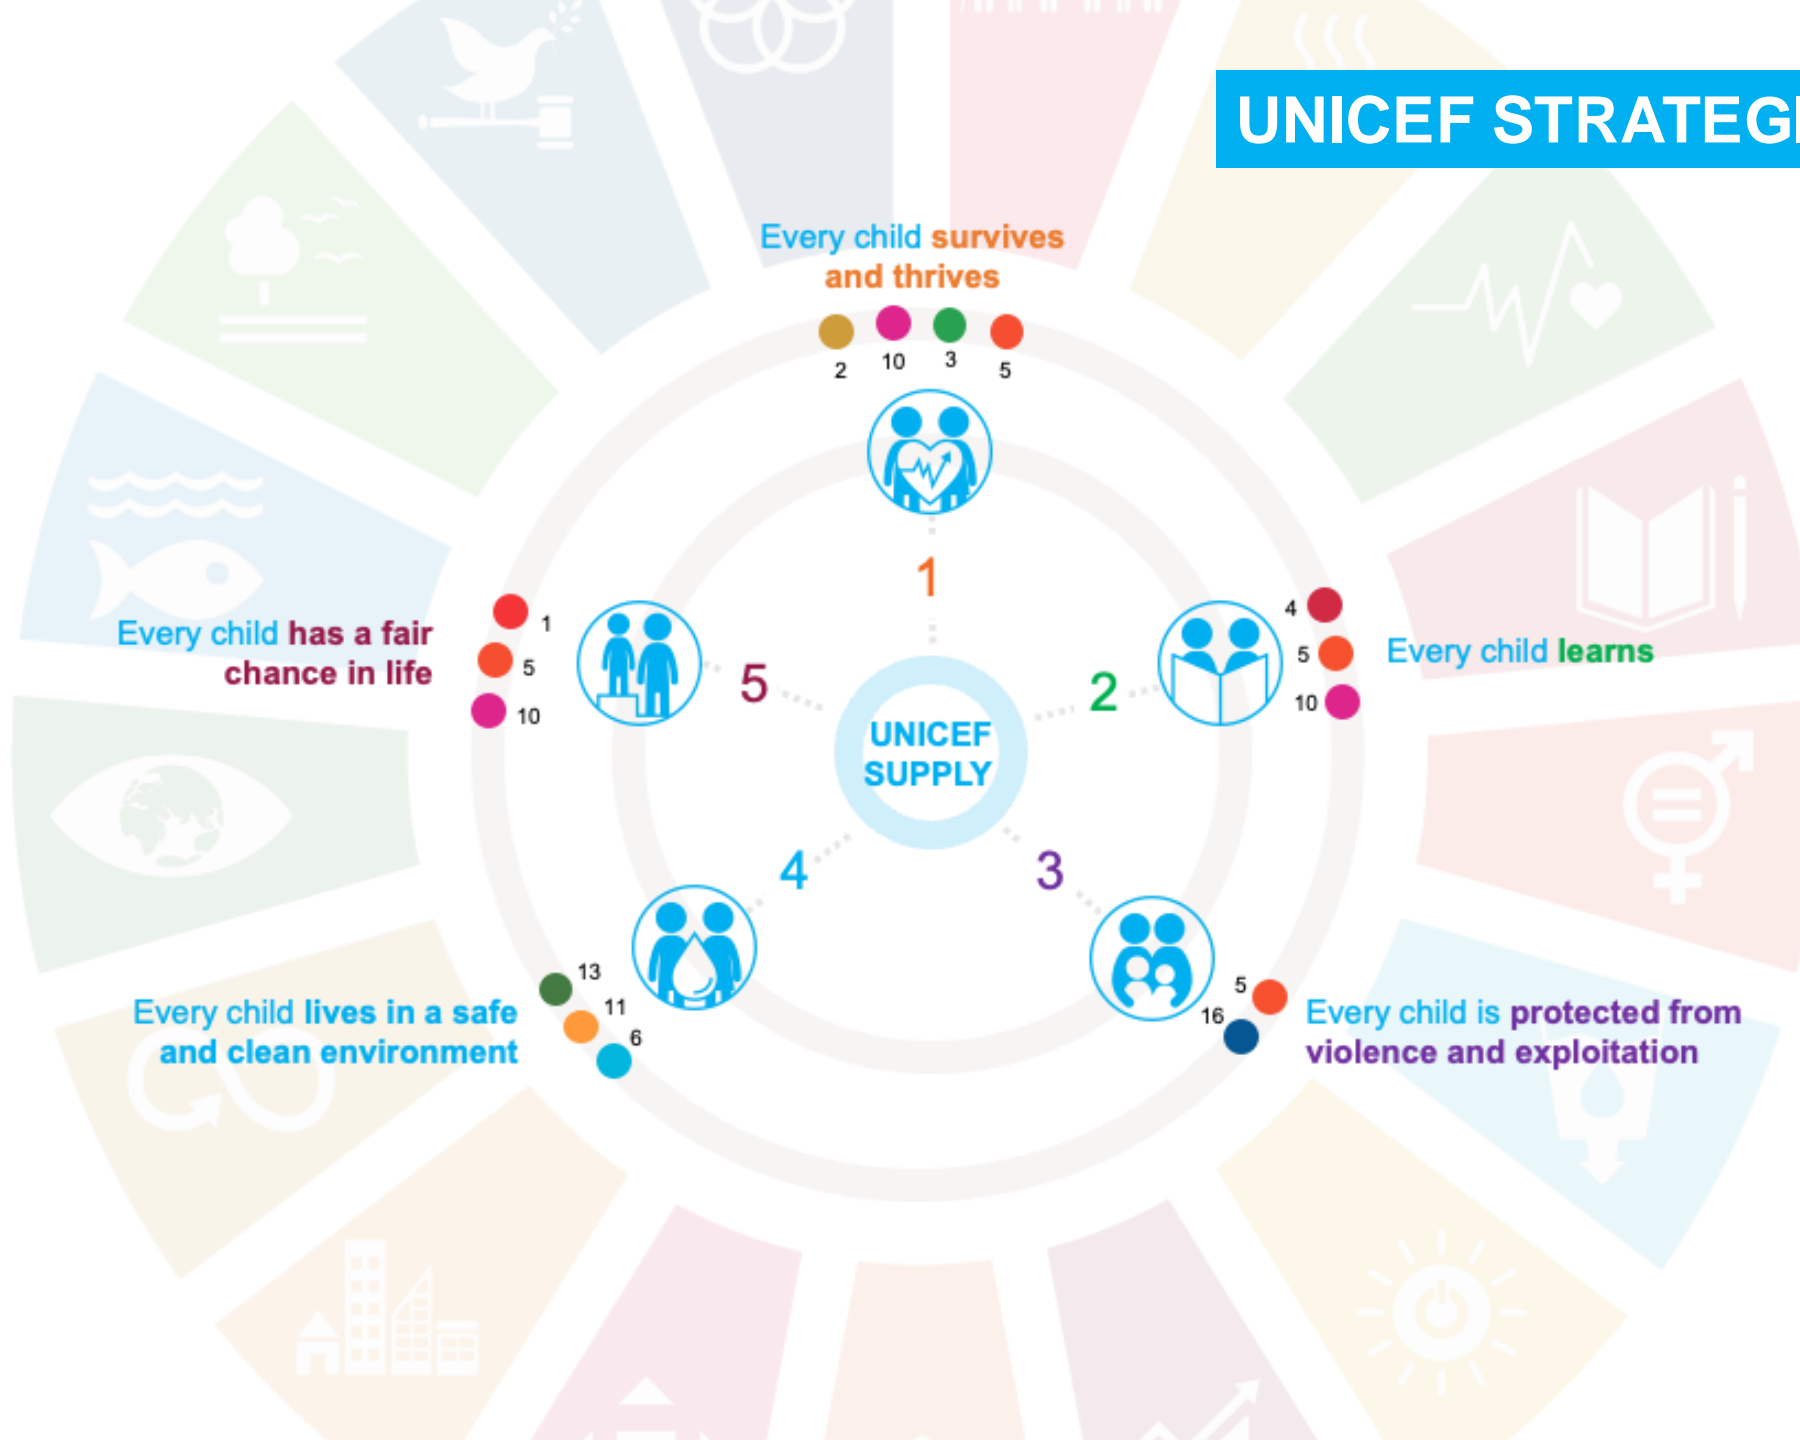 UNICEF STRATEGI
Every child survives
and thrives
2 10 3 5
1
Every child has a fair
chance in life
1
5
10
5
UNICEF
SUPPLY
2
4
5
10
Every child learns
4
3
13
11
6
Every child lives in a safe
and clean environment
5
16
Every child is protected from
violence and exploitation